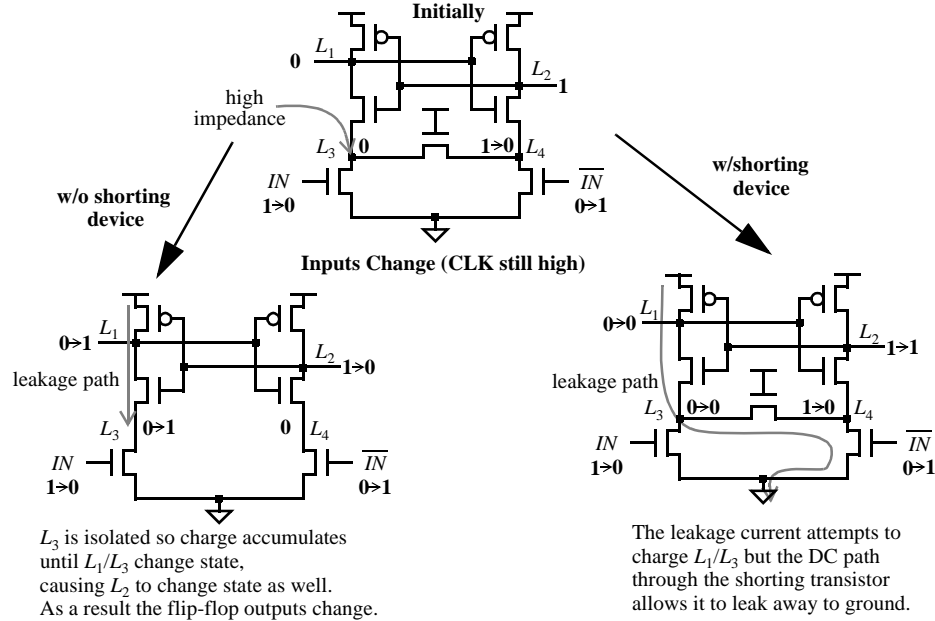 Initially
L1
0
L2
1
high
impedance
L3
0
1→0
L4
IN
1→0
IN
0→1
w/o shorting
device
w/shorting
device
Inputs Change (CLK still high)
L1
0→1
L2
1→0
leakage path
L3
0→1
0
L4
IN
1→0
IN
0→1
L3 is isolated so charge accumulates
until L1/L3 change state,
causing L2 to change state as well.
As a result the flip-flop outputs change.
L1
0→0
L2
1→1
leakage path
L3
0→0
1→0
L4
IN
1→0
IN
0→1
The leakage current attempts to
charge L1/L3 but the DC path
through the shorting transistor
allows it to leak away to ground.